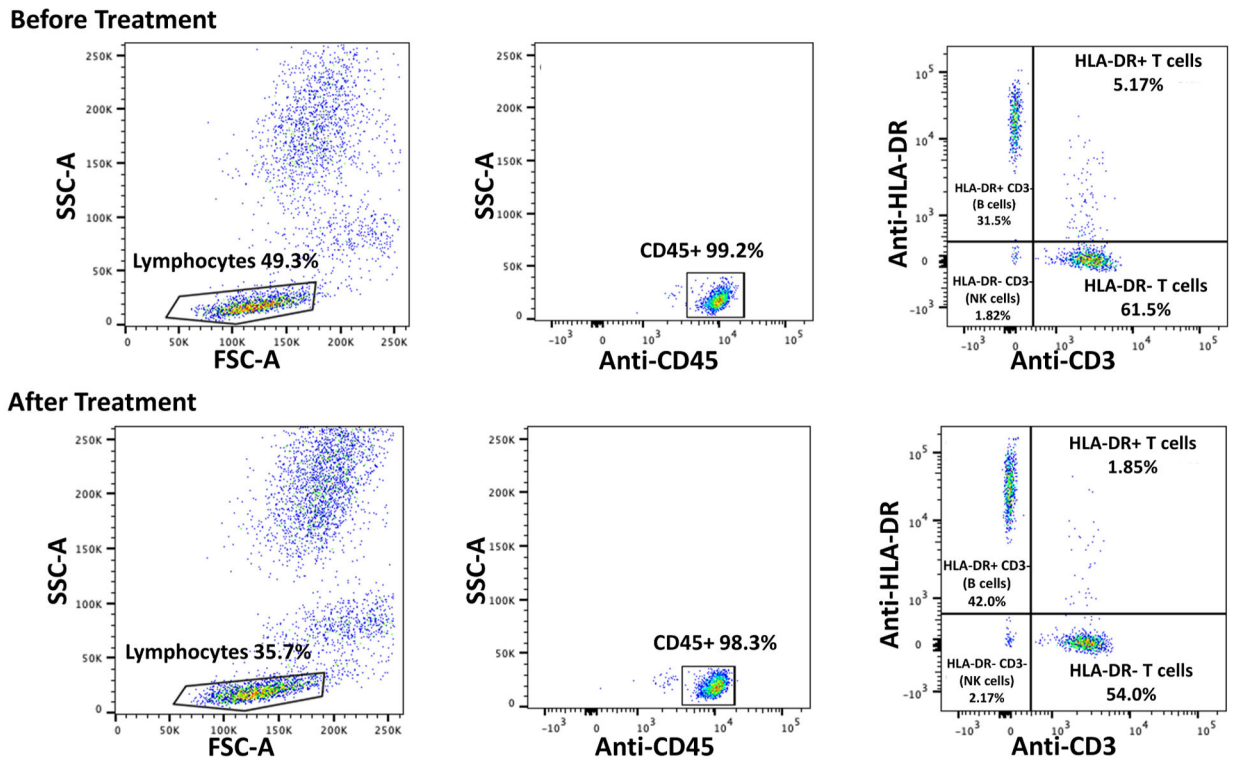 Before Treatment
250K
200K
150K
100K
50K
0
SSC-A
Lymphocytes 49.3%
0 50K 100K 150K 200K 250K
FSC-A
250K
200K
150K
100K
50K
0
SSC-A
CD45+ 99.2%
-10³ 0 10³ 10⁴ 10⁵
Anti-CD45
10⁵
10⁴
10³
0
-10³
Anti-HLA-DR
HLA-DR+ T cells
5.17%
HLA-DR+ CD3-
(B cells)
31.5%
HLA-DR- CD3-
(NK cells)
1.82%
HLA-DR- T cells
61.5%
-10³ 0 10³ 10⁴ 10⁵
Anti-CD3
After Treatment
250K
200K
150K
100K
50K
0
SSC-A
Lymphocytes 35.7%
0 50K 100K 150K 200K 250K
FSC-A
250K
200K
150K
100K
50K
0
SSC-A
CD45+ 98.3%
-10³ 0 10³ 10⁴ 10⁵
Anti-CD45
10⁵
10⁴
10³
0
-10³
Anti-HLA-DR
HLA-DR+ T cells
1.85%
HLA-DR+ CD3-
(B cells)
42.0%
HLA-DR- CD3-
(NK cells)
2.17%
HLA-DR- T cells
54.0%
-10³ 0 10³ 10⁴ 10⁵
Anti-CD3